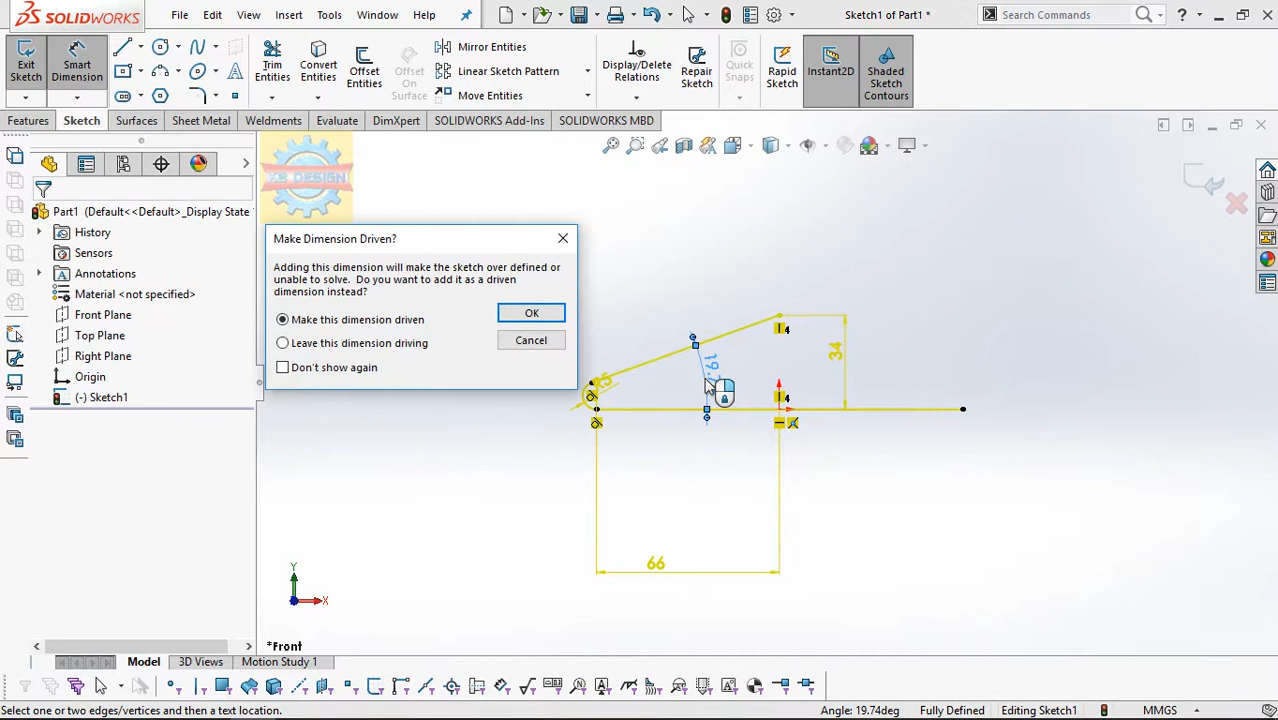 SOLIDWORKS
File Edit View Insert Tools Window Help
Sketch1 of Part1 *
Search Commands
?
Exit Sketch
Smart Dimension
Trim Entities
Convert Entities
Offset Entities
Offset On Surface
Mirror Entities
Linear Sketch Pattern
Move Entities
Display/Delete Relations
Repair Sketch
Quick Snaps
Rapid Sketch
Instant2D
Shaded Sketch Contours
Features Sketch Surfaces Sheet Metal Weldments Evaluate DimXpert SOLIDWORKS Add-Ins SOLIDWORKS MBD
KS DESIGN
Part1 (Default<<Default>_Display State
History
Sensors
Annotations
Material <not specified>
Front Plane
Top Plane
Right Plane
Origin
(-) Sketch1
Make Dimension Driven?
Adding this dimension will make the sketch over defined or
unable to solve. Do you want to add it as a driven
dimension instead?
Make this dimension driven
OK
Leave this dimension driving
Cancel
Don't show again
R5
34
4
4
66
Y
X
*Front
Model 3D Views Motion Study 1
Select one or two edges/vertices and then a text location.
Angle: 19.74deg Fully Defined Editing Sketch1 MMGS